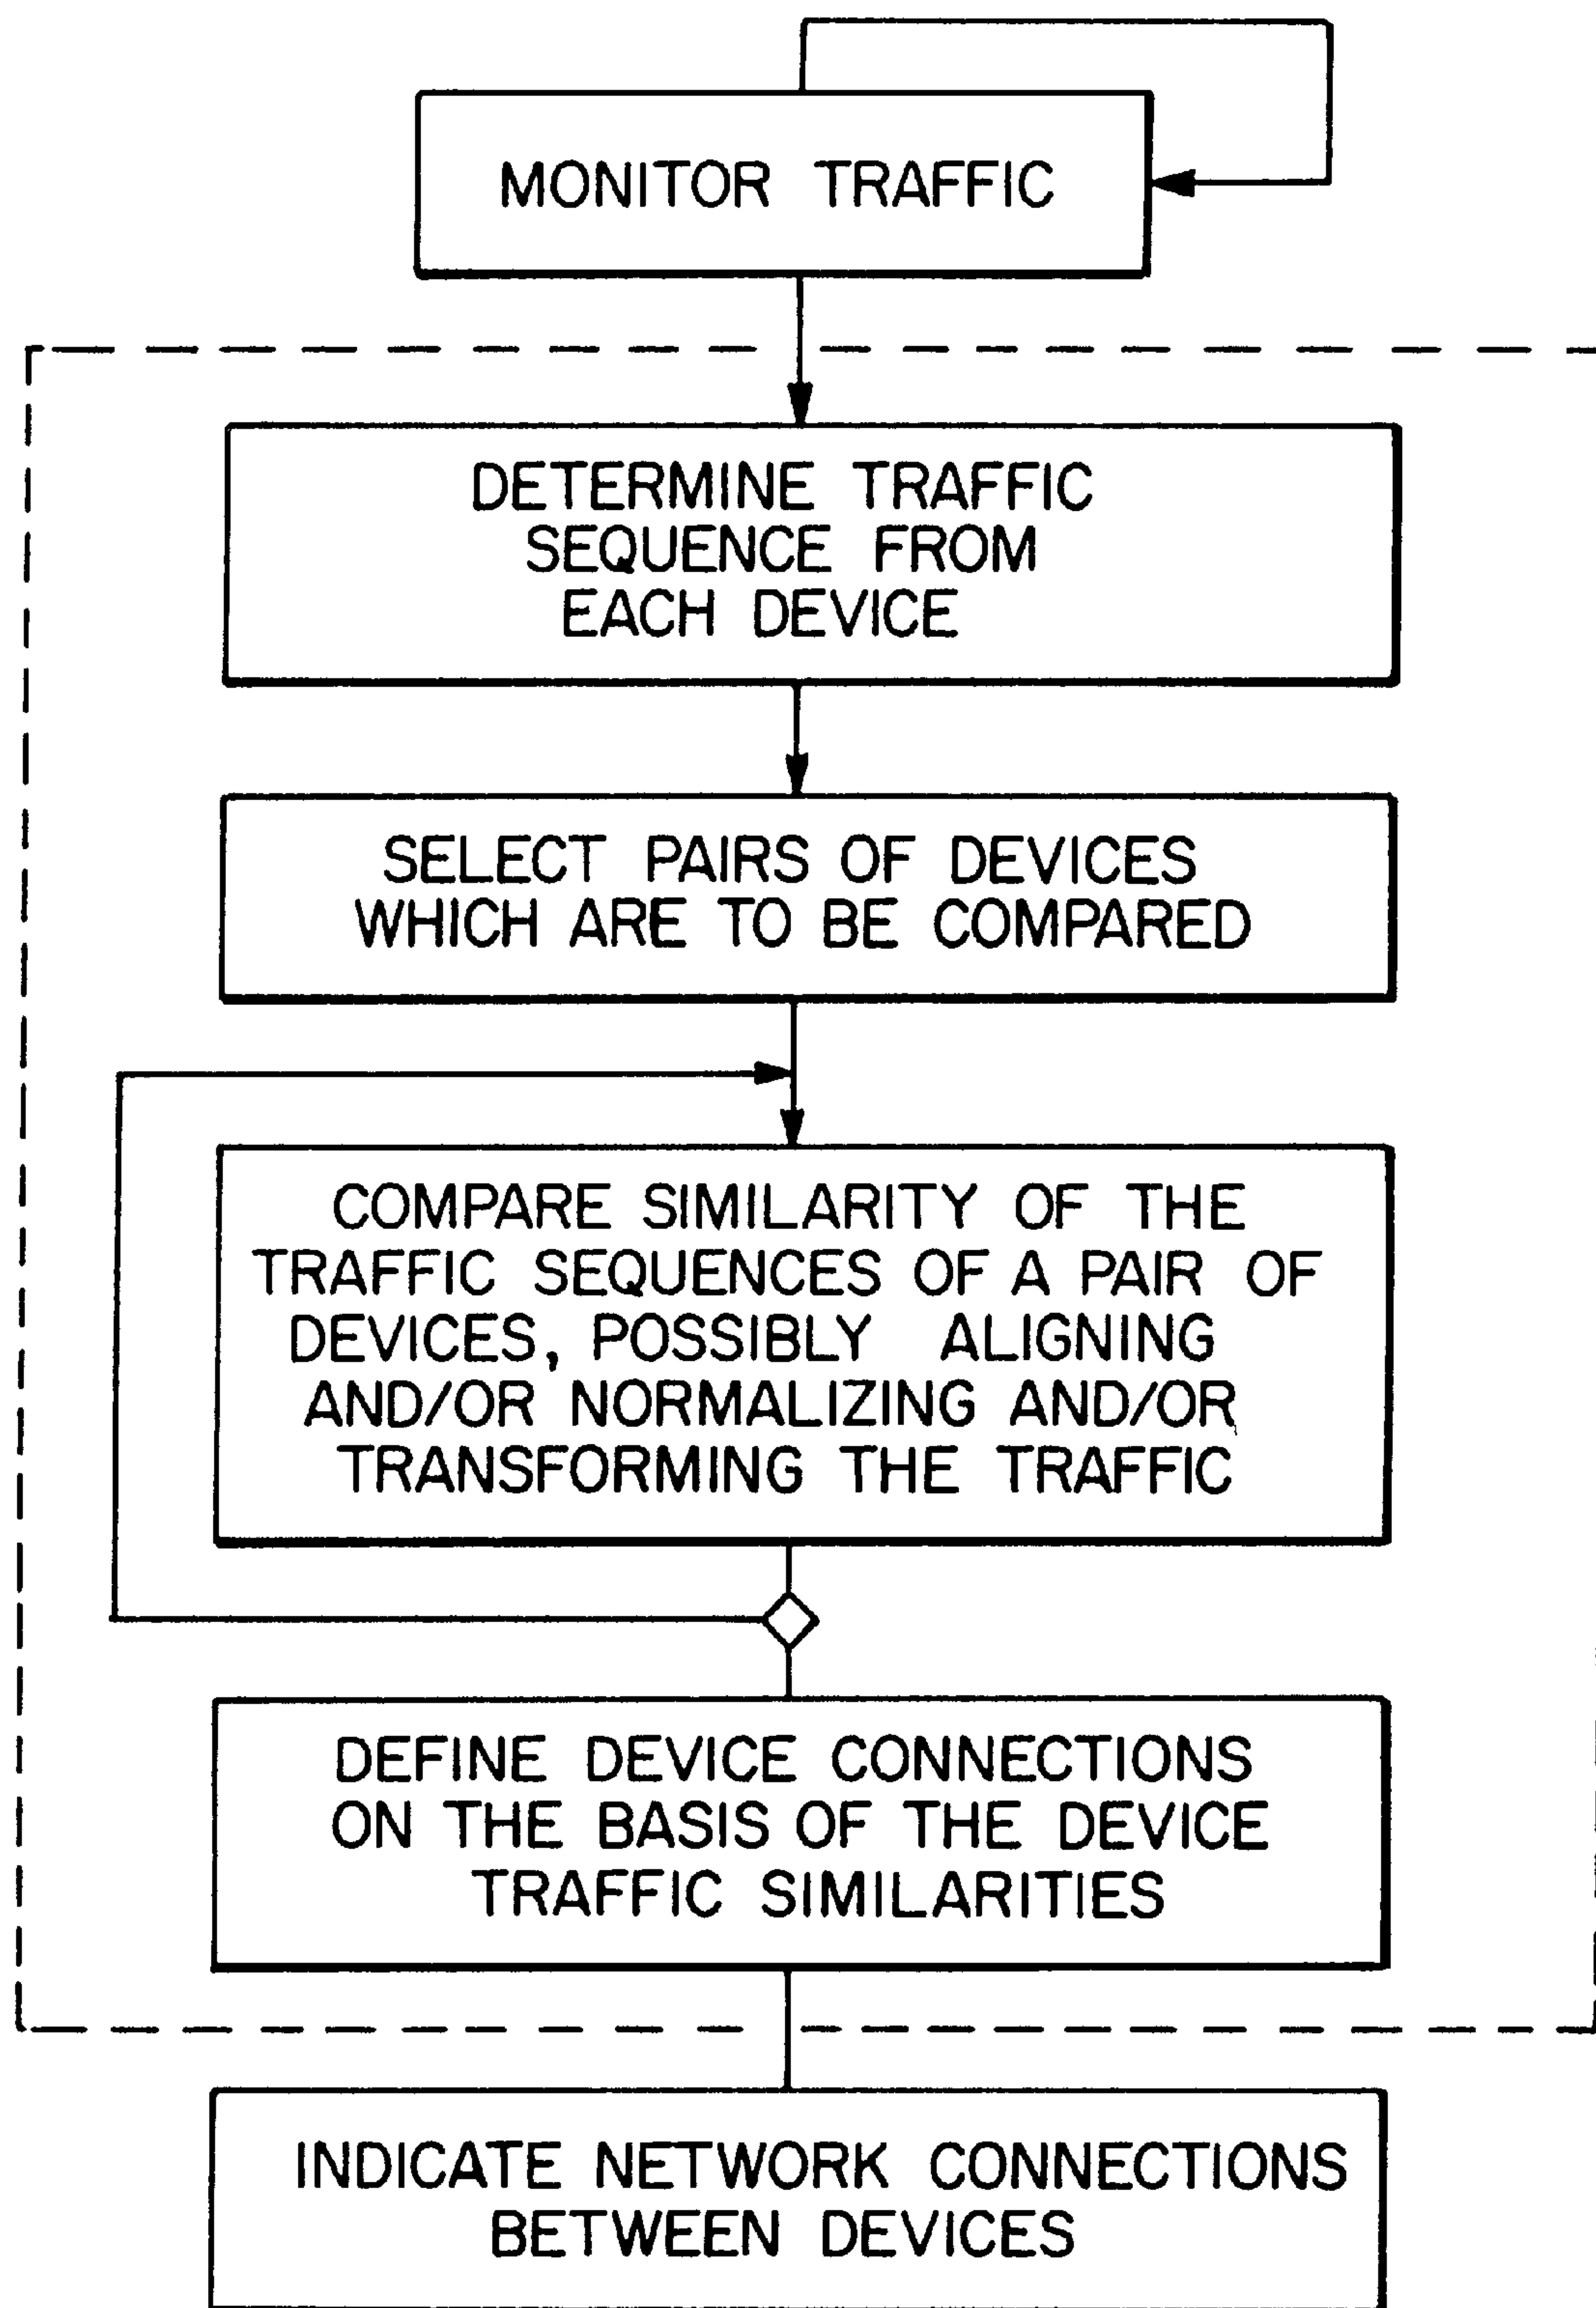 MONITOR TRAFFIC
DETERMINE TRAFFIC
SEQUENCE FROM
EACH DEVICE
SELECT PAIRS OF DEVICES
WHICH ARE TO BE COMPARED
COMPARE SIMILARITY OF THE
TRAFFIC SEQUENCES OF A PAIR OF
DEVICES, POSSIBLY ALIGNING
AND/OR NORMALIZING AND/OR
TRANSFORMING THE TRAFFIC
DEFINE DEVICE CONNECTIONS
ON THE BASIS OF THE DEVICE
TRAFFIC SIMILARITIES
INDICATE NETWORK CONNECTIONS
BETWEEN DEVICES